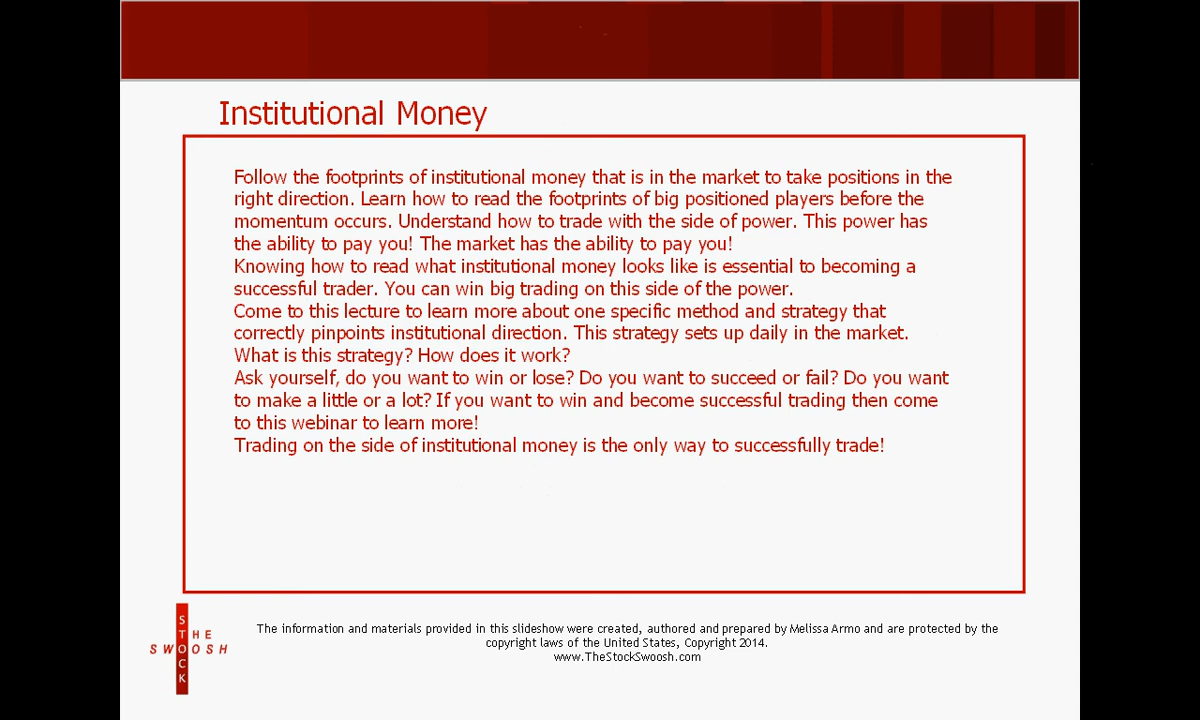 Institutional Money
Follow the footprints of institutional money that is in the market to take positions in the
right direction. Learn how to read the footprints of big positioned players before the
momentum occurs. Understand how to trade with the side of power. This power has
the ability to pay you! The market has the ability to pay you!
Knowing how to read what institutional money looks like is essential to becoming a
successful trader. You can win big trading on this side of the power.
Come to this lecture to learn more about one specific method and strategy that
correctly pinpoints institutional direction. This strategy sets up daily in the market.
What is this strategy? How does it work?
Ask yourself, do you want to win or lose? Do you want to succeed or fail? Do you want
to make a little or a lot? If you want to win and become successful trading then come
to this webinar to learn more!
Trading on the side of institutional money is the only way to successfully trade!
THE
STOCK
SWOOSH
The information and materials provided in this slideshow were created, authored and prepared by Melissa Armo and are protected by the
copyright laws of the United States, Copyright 2014.
www.TheStockSwoosh.com